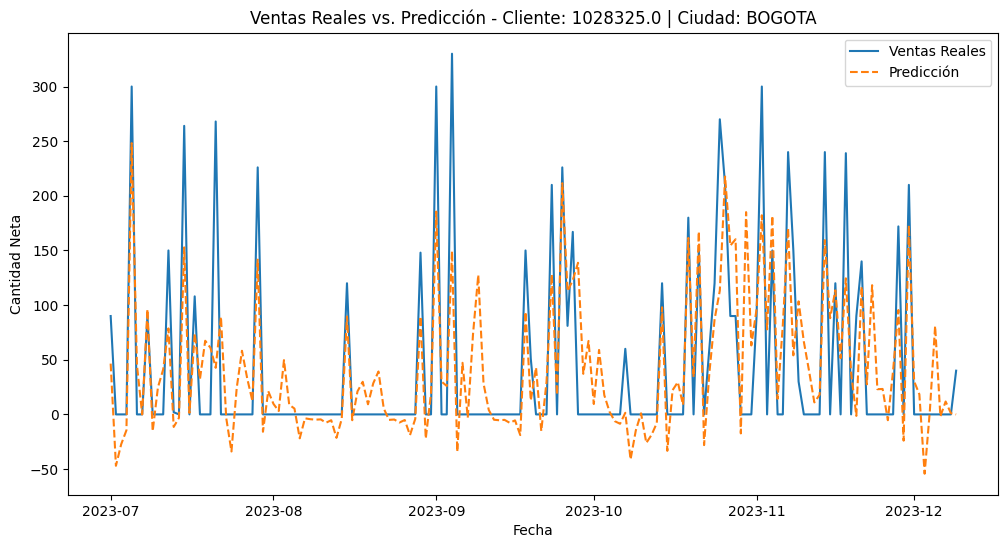 Ventas Reales vs. Predicción - Cliente: 1028325.0 | Ciudad: BOGOTA
Ventas Reales
Predicción
Cantidad Neta
300
250
200
150
100
50
0
−50
2023-07
2023-08
2023-09
2023-10
2023-11
2023-12
Fecha